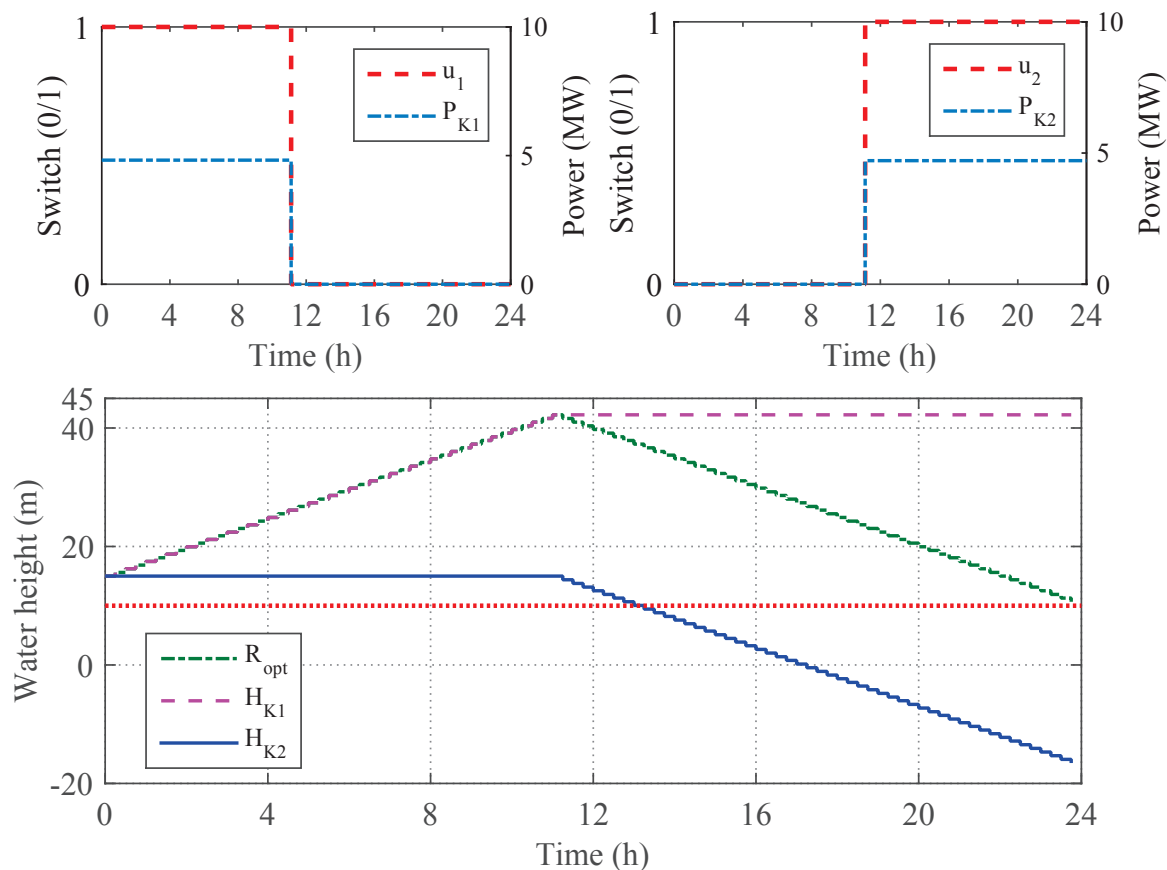 1
0
Switch (0/1)
10
5
0
Power (MW)
u1
PK1
0 4 8 12 16 20 24
Time (h)
1
0
Switch (0/1)
10
5
0
Power (MW)
u2
PK2
0 4 8 12 16 20 24
Time (h)
45
40
20
0
-20
Water height (m)
Ropt
HK1
HK2
0 4 8 12 16 20 24
Time (h)